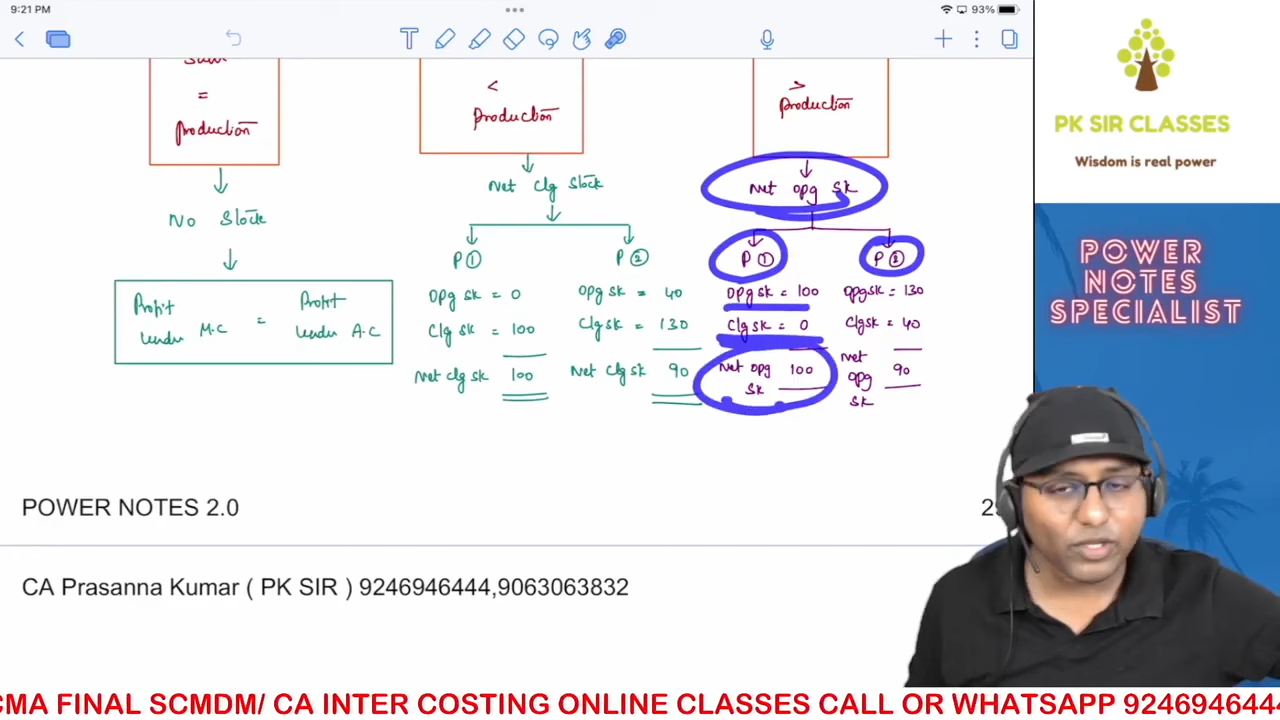 9:21 PM
93%
Sales
=
production
<
production
>
production
No Stock
Profit under M.C = Profit under A.C
Net Clg Stock
P ①
Opg sk = 0
Clg sk = 100
Net clg sk 100
P ②
Opg sk = 40
Clg sk = 130
Net Clg sk 90
Net opg sk
P ①
Opg sk = 100
Clg sk = 0
Net opg sk 100
P ②
Opg sk = 130
Clg sk = 40
Net opg sk 90
POWER NOTES 2.0
CA Prasanna Kumar ( PK SIR ) 9246946444,9063063832
PK SIR CLASSES
Wisdom is real power
POWER
NOTES
SPECIALIST
CMA FINAL SCMDM/ CA INTER COSTING ONLINE CLASSES CALL OR WHATSAPP 9246946444